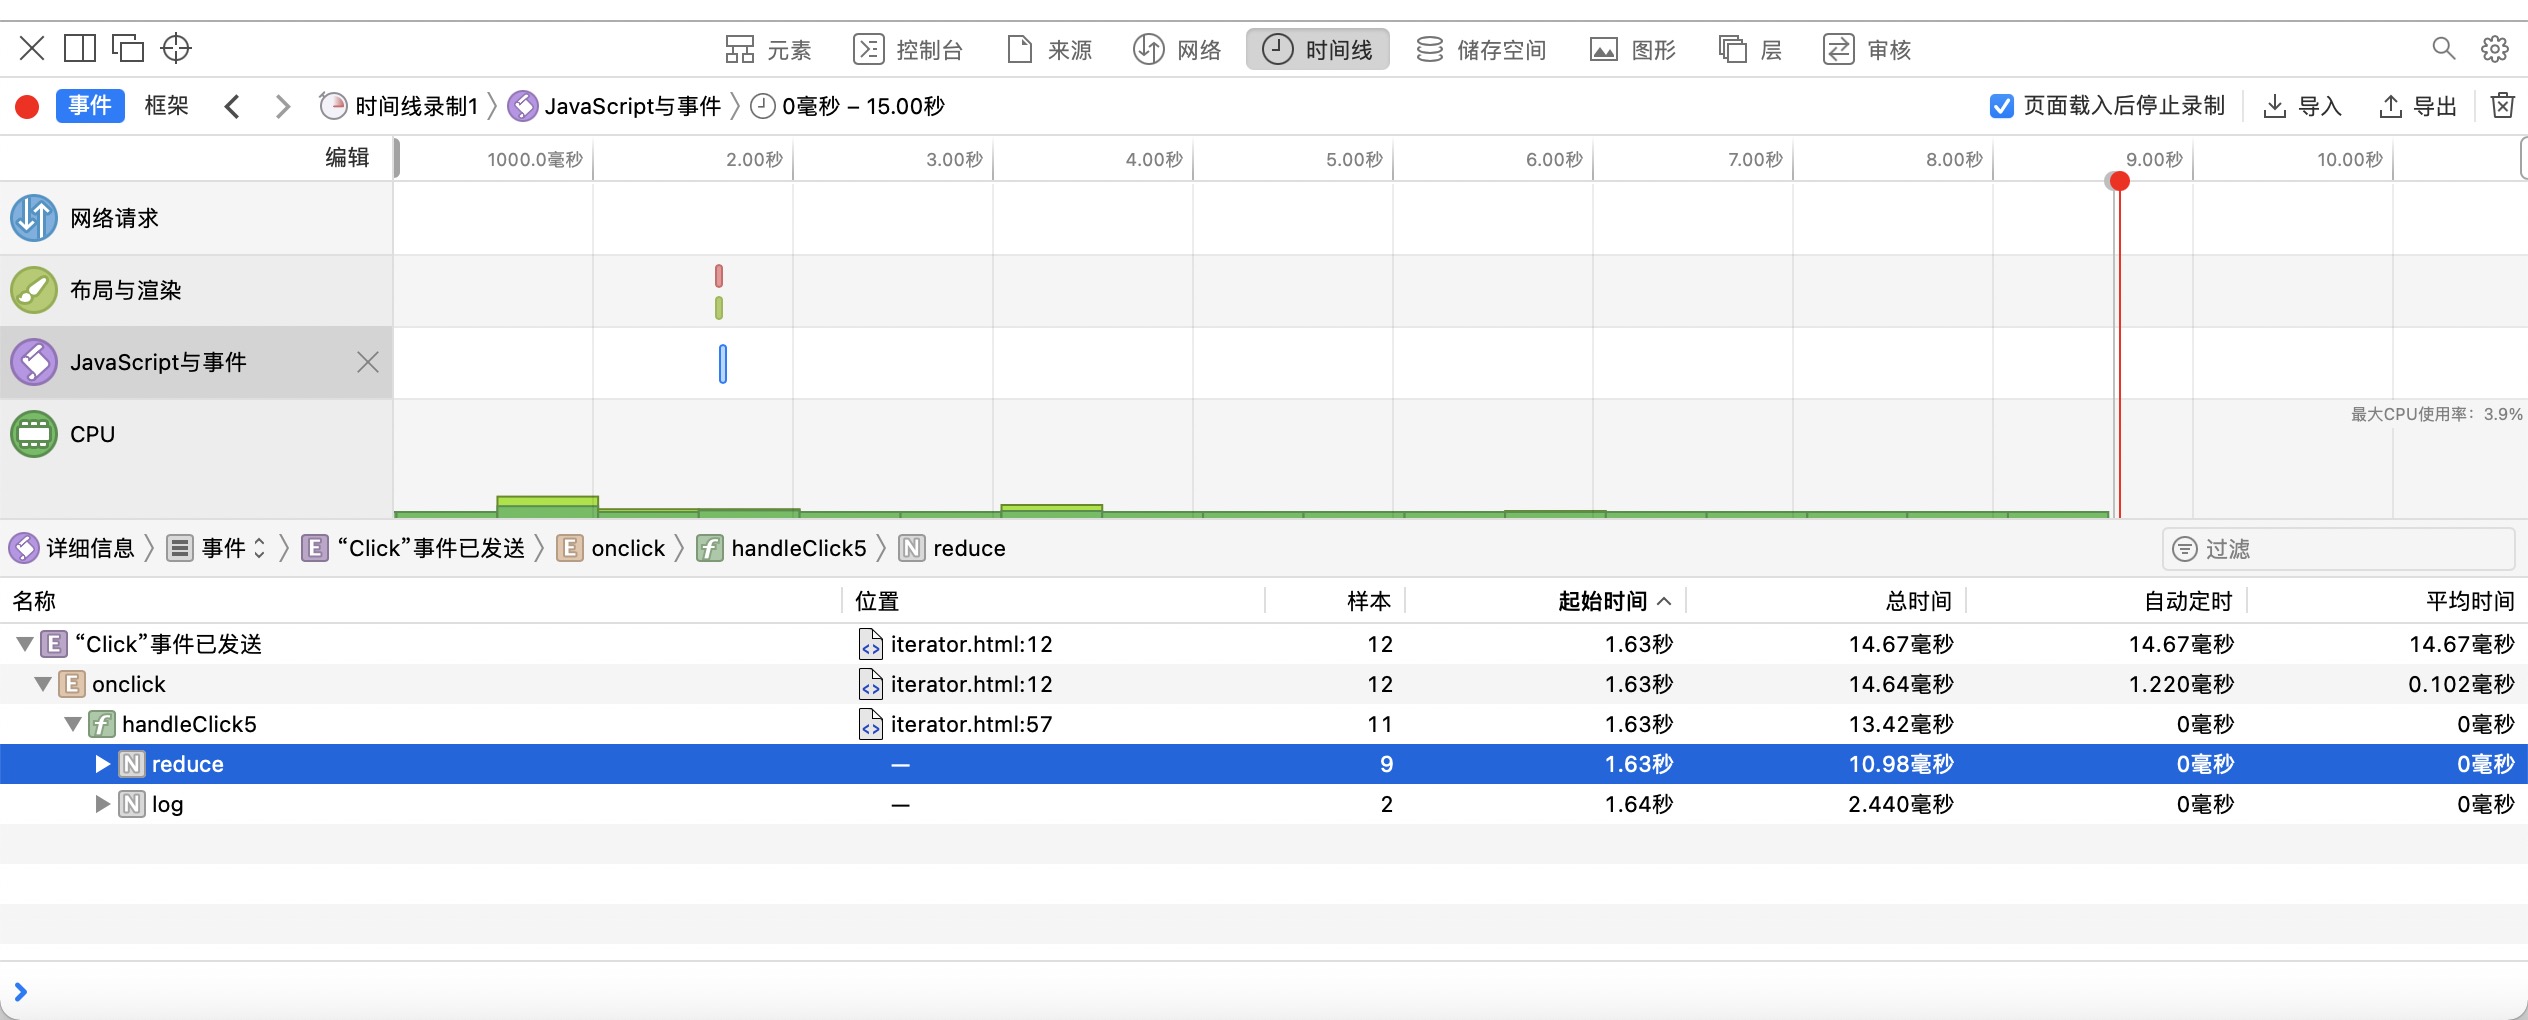 元素 控制台 来源 网络 时间线 储存空间 图形 层 审核
事件 框架 时间线录制1 〉 JavaScript与事件 〉 0毫秒 – 15.00秒 页面载入后停止录制 导入 导出
编辑 1000.0毫秒 2.00秒 3.00秒 4.00秒 5.00秒 6.00秒 7.00秒 8.00秒 9.00秒 10.00秒
网络请求
布局与渲染
JavaScript与事件
CPU
最大CPU使用率：3.9%
详细信息 〉 事件 〉 E “Click”事件已发送 〉 E onclick 〉 f handleClick5 〉 N reduce 过滤
名称 位置 样本 起始时间 总时间 自动定时 平均时间
E “Click”事件已发送 iterator.html:12 12 1.63秒 14.67毫秒 14.67毫秒 14.67毫秒
E onclick iterator.html:12 12 1.63秒 14.64毫秒 1.220毫秒 0.102毫秒
f handleClick5 iterator.html:57 11 1.63秒 13.42毫秒 0毫秒 0毫秒
N reduce — 9 1.63秒 10.98毫秒 0毫秒 0毫秒
N log — 2 1.64秒 2.440毫秒 0毫秒 0毫秒